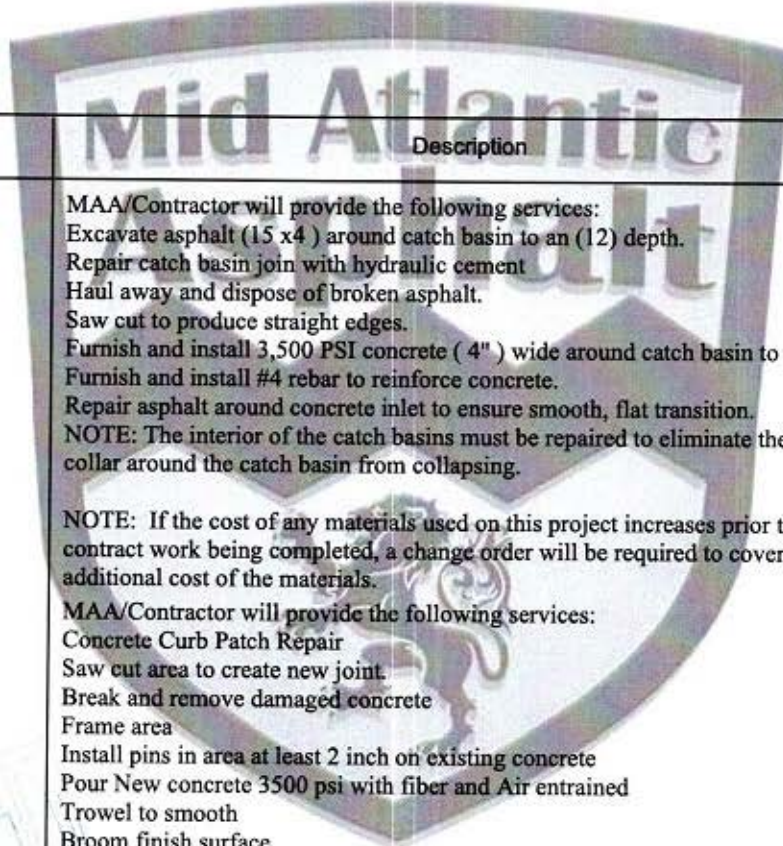 Mid Atlantic
Asphalt
Description
MAA/Contractor will provide the following services:
Excavate asphalt (15 x4 ) around catch basin to an (12) depth.
Repair catch basin join with hydraulic cement
Haul away and dispose of broken asphalt.
Saw cut to produce straight edges.
Furnish and install 3,500 PSI concrete ( 4" ) wide around catch basin to
Furnish and install #4 rebar to reinforce concrete.
Repair asphalt around concrete inlet to ensure smooth, flat transition.
NOTE: The interior of the catch basins must be repaired to eliminate the
collar around the catch basin from collapsing.
NOTE: If the cost of any materials used on this project increases prior t
contract work being completed, a change order will be required to cover
additional cost of the materials.
MAA/Contractor will provide the following services:
Concrete Curb Patch Repair
Saw cut area to create new joint.
Break and remove damaged concrete
Frame area
Install pins in area at least 2 inch on existing concrete
Pour New concrete 3500 psi with fiber and Air entrained
Trowel to smooth
Broom finish surface